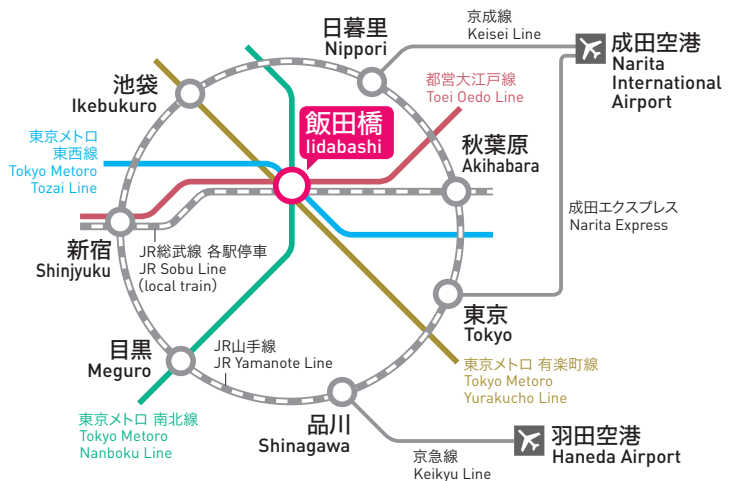 京成線
Keisei Line
日暮里
Nippori
成田空港
Narita
International
Airport
池袋
Ikebukuro
都営大江戸線
Toei Oedo Line
飯田橋
Iidabashi
東京メトロ
東西線
Tokyo Metoro
Tozai Line
秋葉原
Akihabara
成田エクスプレス
Narita Express
新宿
Shinjyuku
JR総武線 各駅停車
JR Sobu Line
(local train)
東京
Tokyo
目黒
Meguro
JR山手線
JR Yamanote Line
東京メトロ 有楽町線
Tokyo Metoro
Yurakucho Line
東京メトロ 南北線
Tokyo Metoro
Nanboku Line
品川
Shinagawa
京急線
Keikyu Line
羽田空港
Haneda Airport